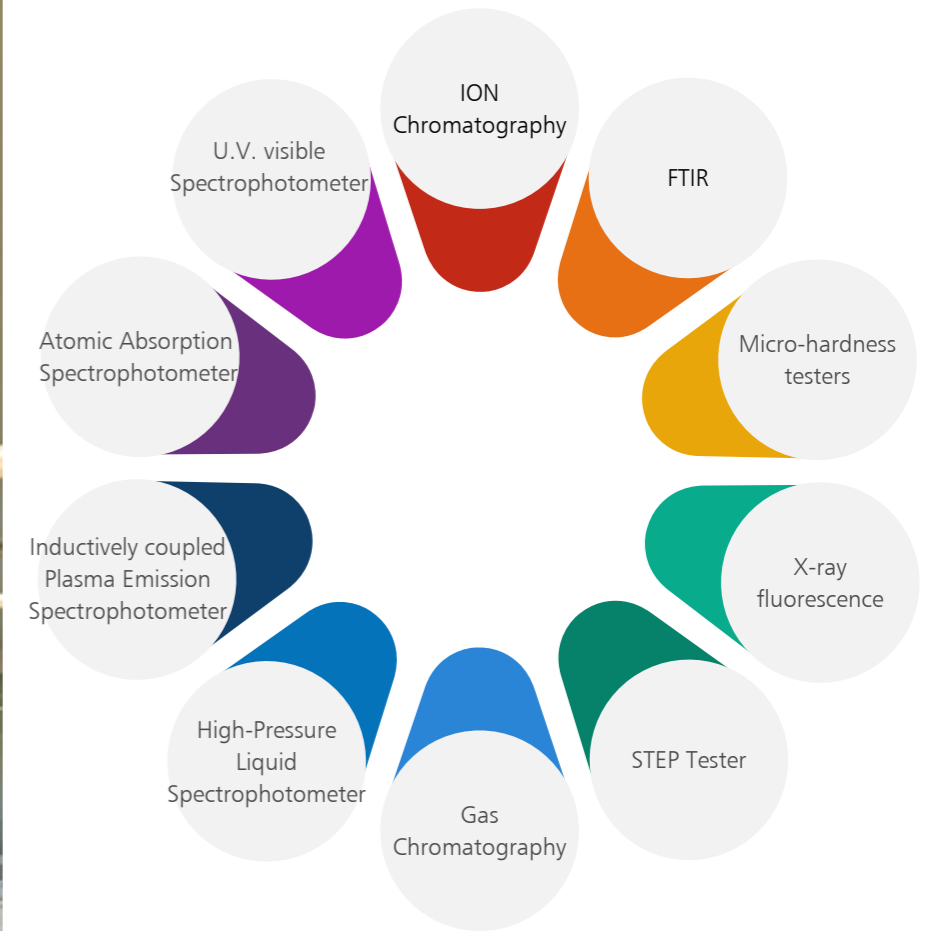 ION
Chromatography
FTIR
Micro-hardness
testers
X-ray
fluorescence
STEP Tester
Gas
Chromatography
High-Pressure
Liquid
Spectrophotometer
Inductively coupled
Plasma Emission
Spectrophotometer
Atomic Absorption
Spectrophotometer
U.V. visible
Spectrophotometer